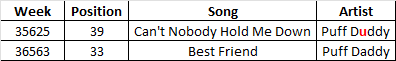 Week Position Song Artist
35625 39 Can't Nobody Hold Me Down Puff Duddy
36563 33 Best Friend Puff Daddy